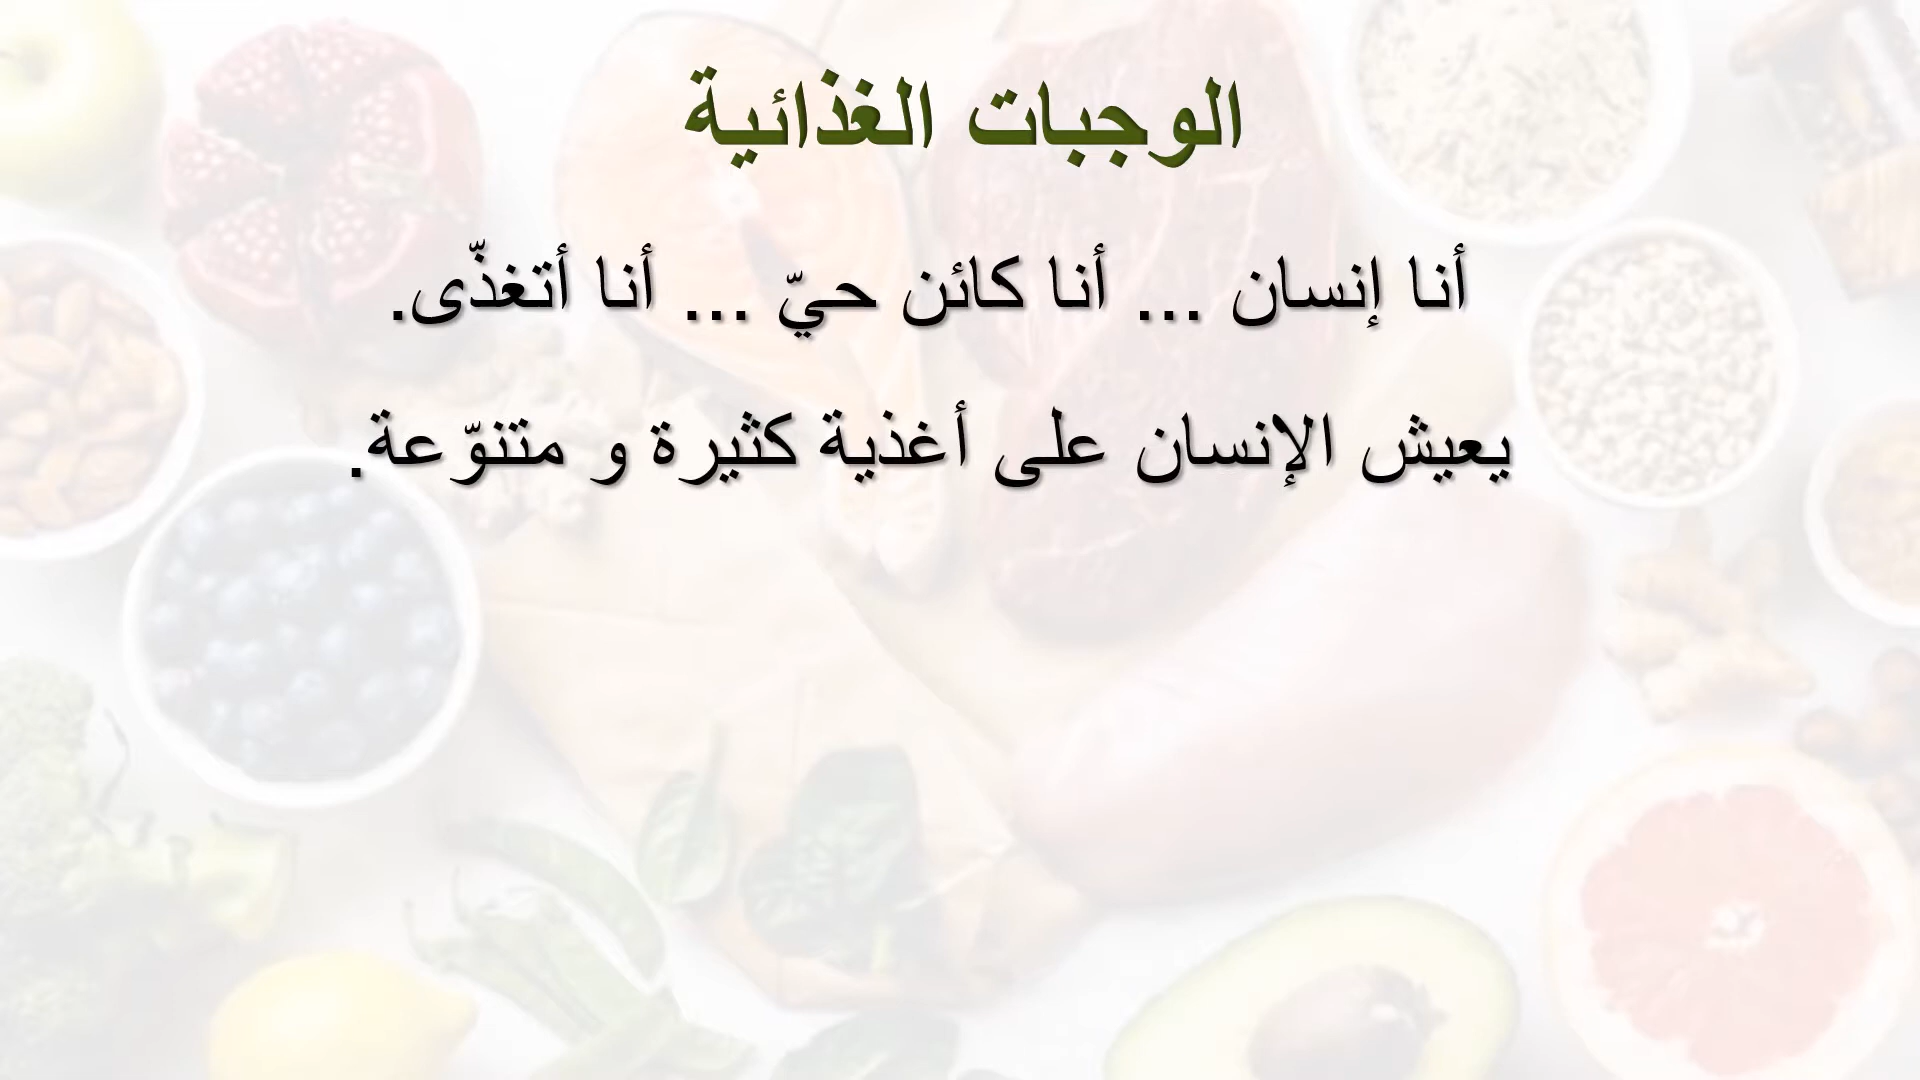 الوجبات الغذائية
أنا إنسان ... أنا كائن حيّ ... أنا أتغذّى.
يعيش الإنسان على أغذية كثيرة و متنوّعة.